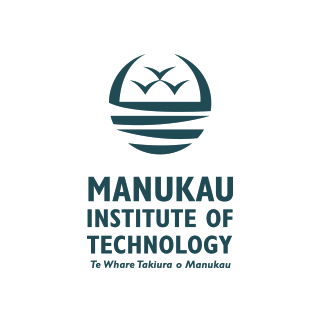 MANUKAU
INSTITUTE OF
TECHNOLOGY
Te Whare Takiura o Manukau